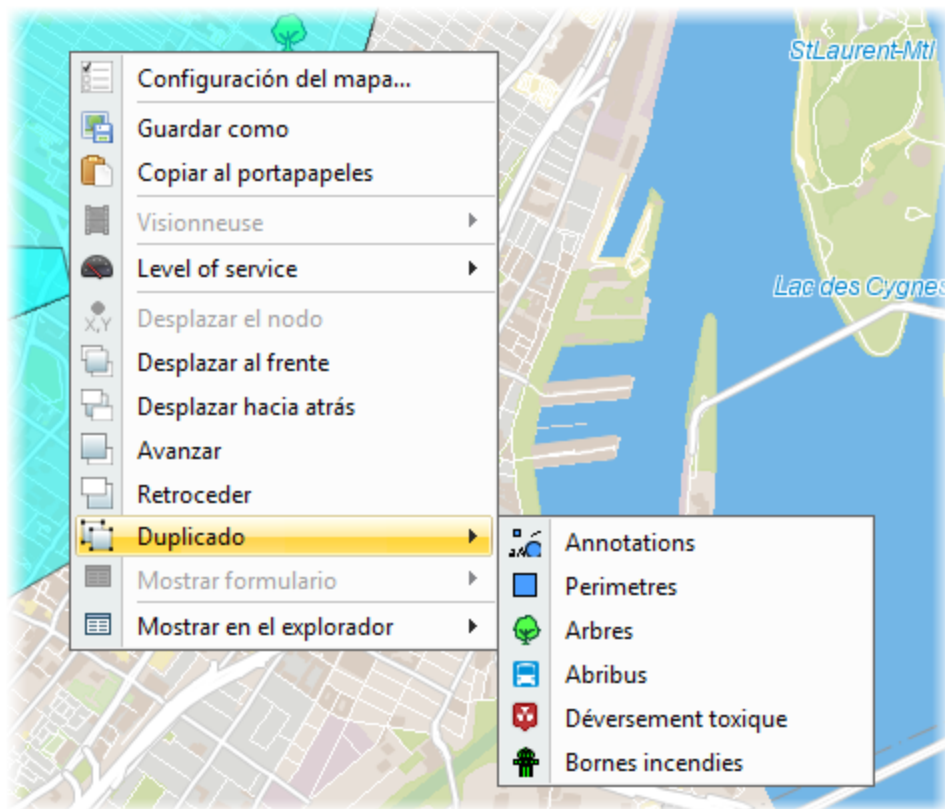 StLaurent-Mtl
Configuración del mapa...
Guardar como
Copiar al portapapeles
Visionneuse
Level of service
Lac des Cygnes
X,Y Desplazar el nodo
Desplazar al frente
Desplazar hacia atrás
Avanzar
Retroceder
Duplicado
Annotations
Mostrar formulario
Perimetres
Mostrar en el explorador
Arbres
Abribus
Déversement toxique
Bornes incendies